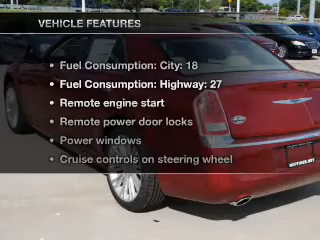 VEHICLE FEATURES
• Fuel Consumption: City: 18
• Fuel Consumption: Highway: 27
• Remote engine start
• Remote power door locks
• Power windows
• Cruise controls on steering wheel